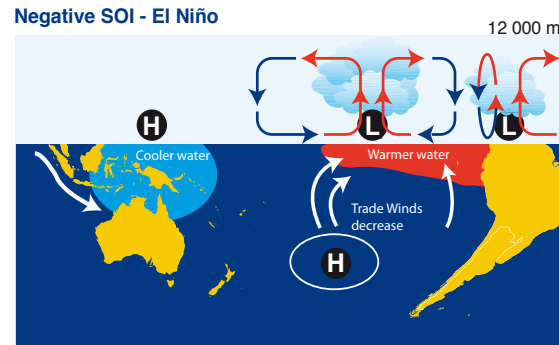 Negative SOI - El Niño
12 000 m
H
L
L
Cooler water
Warmer water
Trade Winds
decrease
H